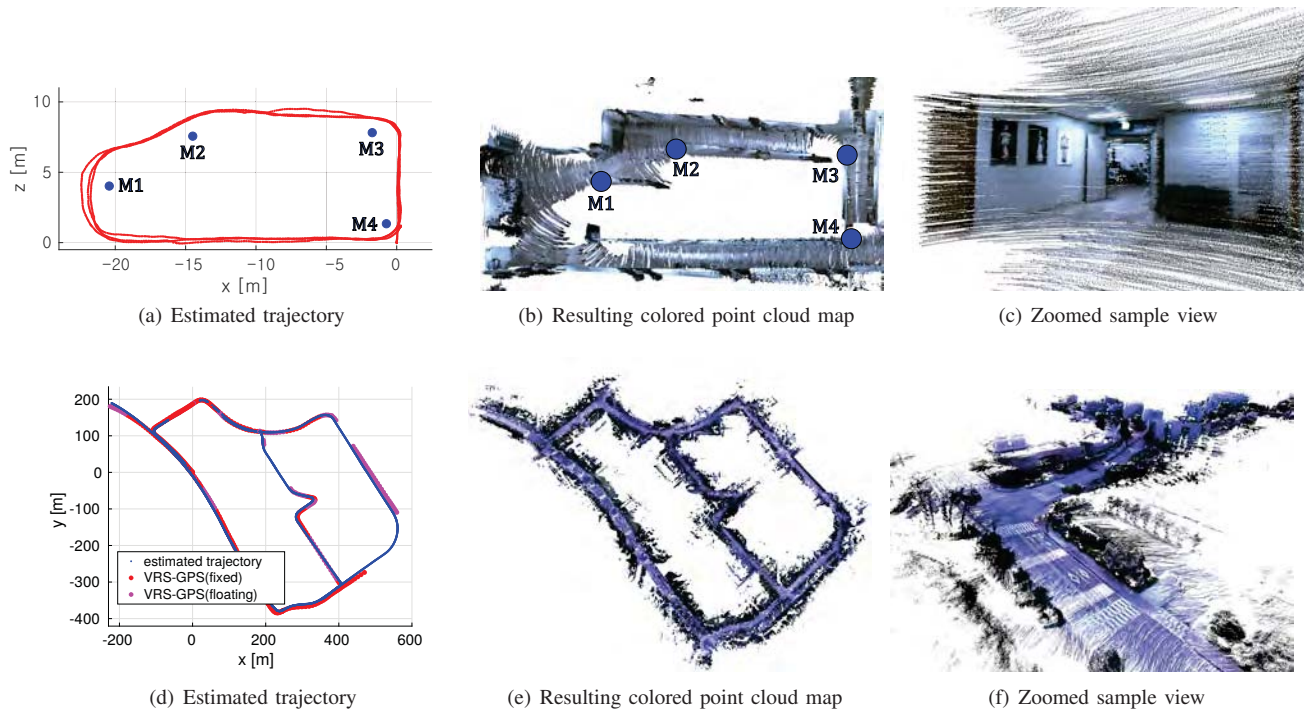 10
5
0
z [m]
M1
M2
M3
M4
−20
−15
−10
−5
0
x [m]
(a) Estimated trajectory
M1
M2
M3
M4
(b) Resulting colored point cloud map
(c) Zoomed sample view
200
100
0
-100
-200
-300
-400
y [m]
estimated trajectory
VRS-GPS(fixed)
VRS-GPS(floating)
-200
0
200
400
600
x [m]
(d) Estimated trajectory
(e) Resulting colored point cloud map
(f) Zoomed sample view